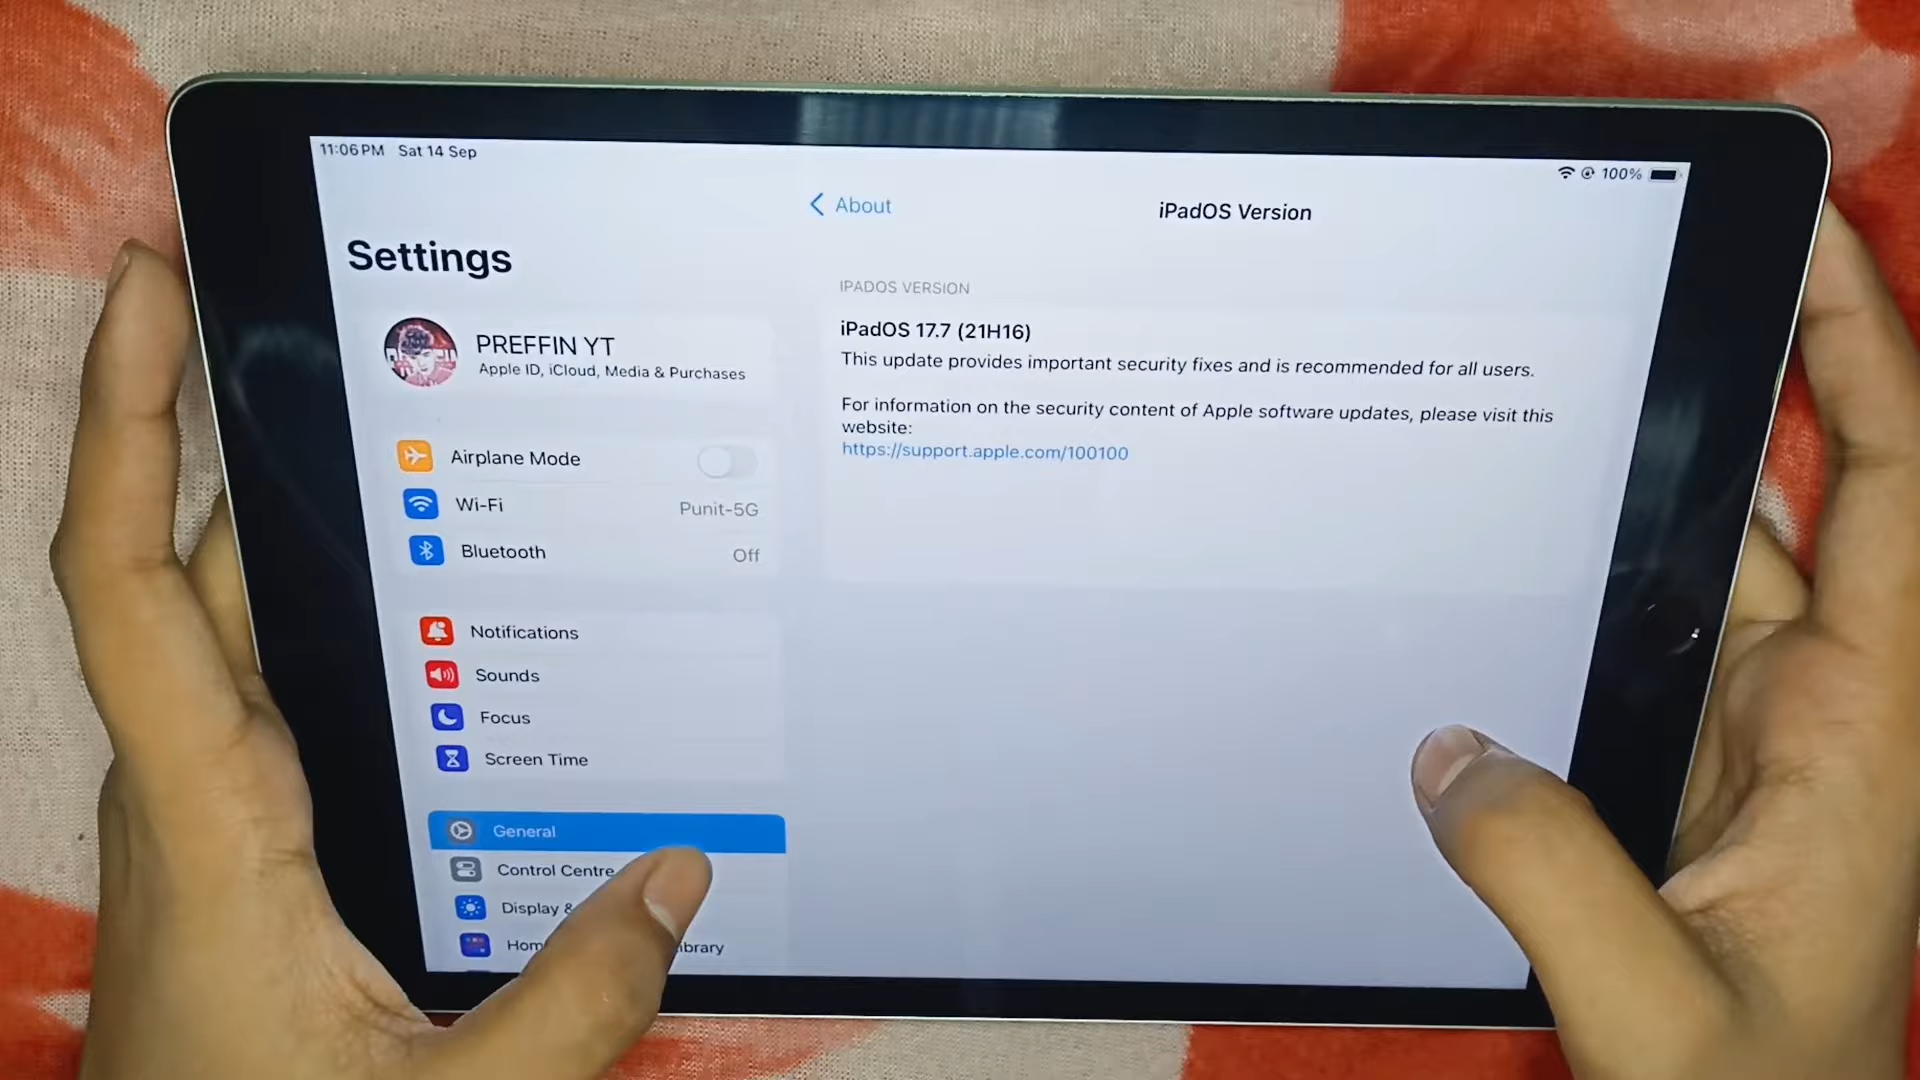 11:06 PM Sat 14 Sep
100%
Settings
PREFFIN YT
Apple ID, iCloud, Media & Purchases
Airplane Mode
Wi-Fi Punit-5G
Bluetooth Off
Notifications
Sounds
Focus
Screen Time
General
Control Centre
Display &
Hom
ibrary
About
iPadOS Version
IPADOS VERSION
iPadOS 17.7 (21H16)
This update provides important security fixes and is recommended for all users.
For information on the security content of Apple software updates, please visit this
website:
https://support.apple.com/100100